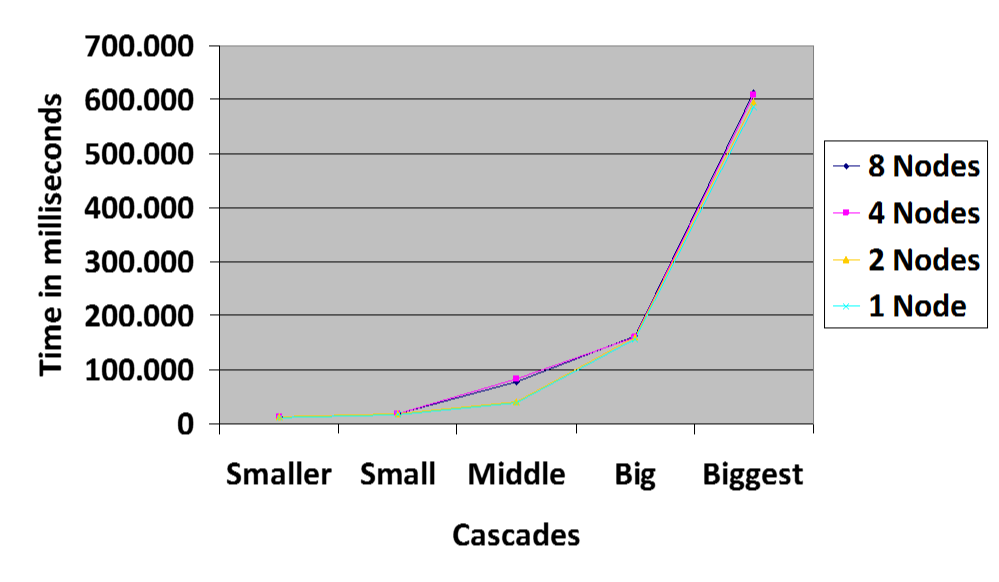 700.000
600.000
500.000
400.000
300.000
200.000
100.000
0
Time in milliseconds
Smaller Small Middle Big Biggest
Cascades
8 Nodes
4 Nodes
2 Nodes
1 Node